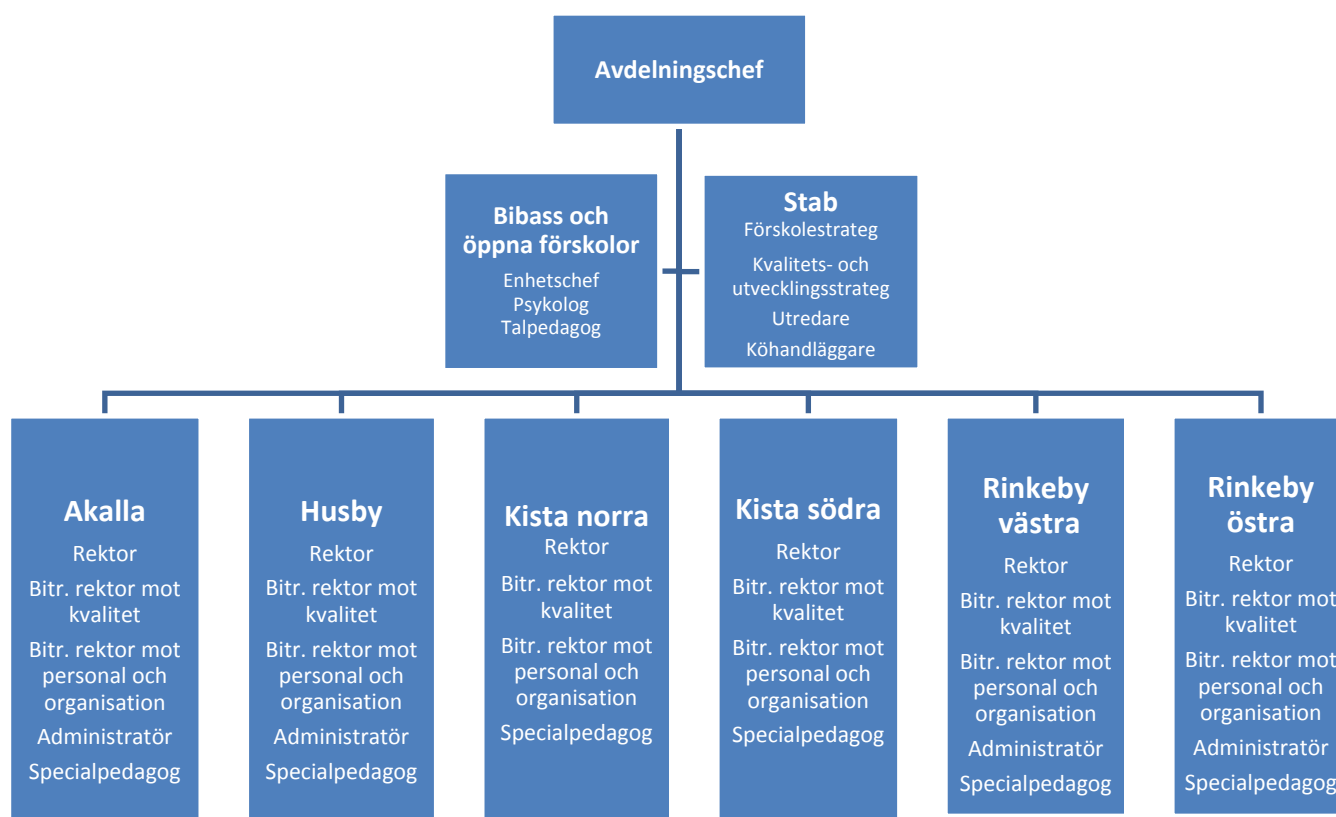 Avdelningschef
Bibass och
öppna förskolor
Enhetschef
Psykolog
Talpedagog
Stab
Förskolestrateg
Kvalitets- och
utvecklingsstrateg
Utredare
Köhandläggare
Akalla
Rektor
Bitr. rektor mot
kvalitet
Bitr. rektor mot
personal och
organisation
Administratör
Specialpedagog
Husby
Rektor
Bitr. rektor mot
kvalitet
Bitr. rektor mot
personal och
organisation
Administratör
Specialpedagog
Kista norra
Rektor
Bitr. rektor mot
kvalitet
Bitr. rektor mot
personal och
organisation
Specialpedagog
Kista södra
Rektor
Bitr. rektor mot
kvalitet
Bitr. rektor mot
personal och
organisation
Specialpedagog
Rinkeby
västra
Rektor
Bitr. rektor mot
kvalitet
Bitr. rektor mot
personal och
organisation
Administratör
Specialpedagog
Rinkeby
östra
Rektor
Bitr. rektor mot
kvalitet
Bitr. rektor mot
personal och
organisation
Administratör
Specialpedagog